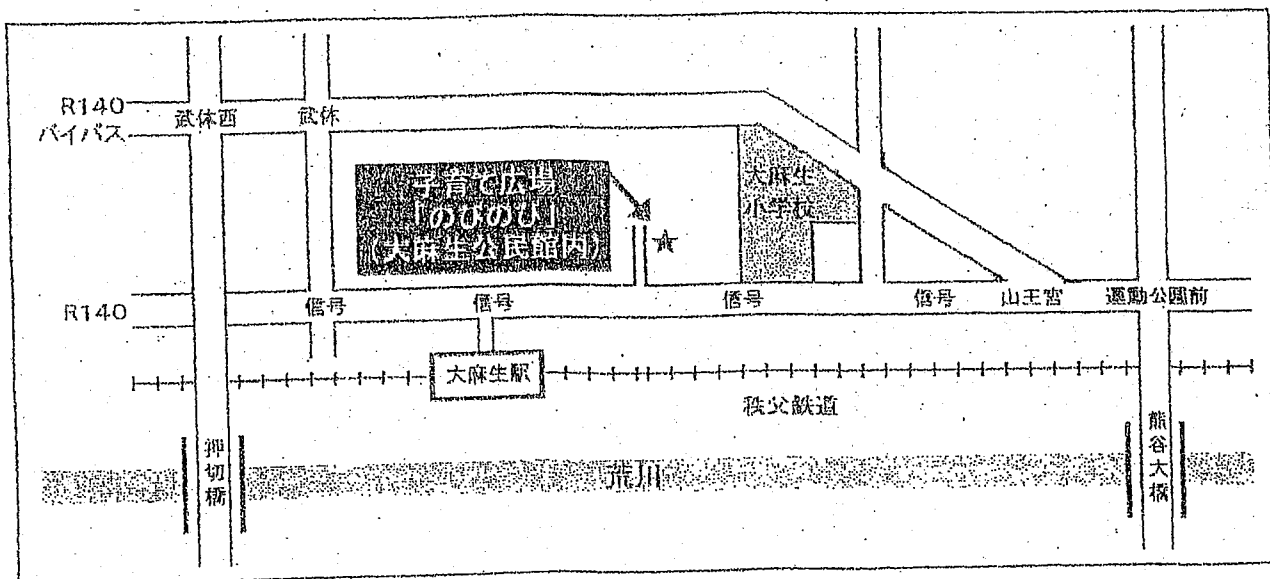 R140
バイパス
武体西
武体
子育て広場
「のびのび」
(大麻生公民館内)
大麻生
小学校
R140
信号
信号
信号
信号
山王宮
運動公園前
大麻生駅
秩父鉄道
押切橋
荒川
熊谷大橋